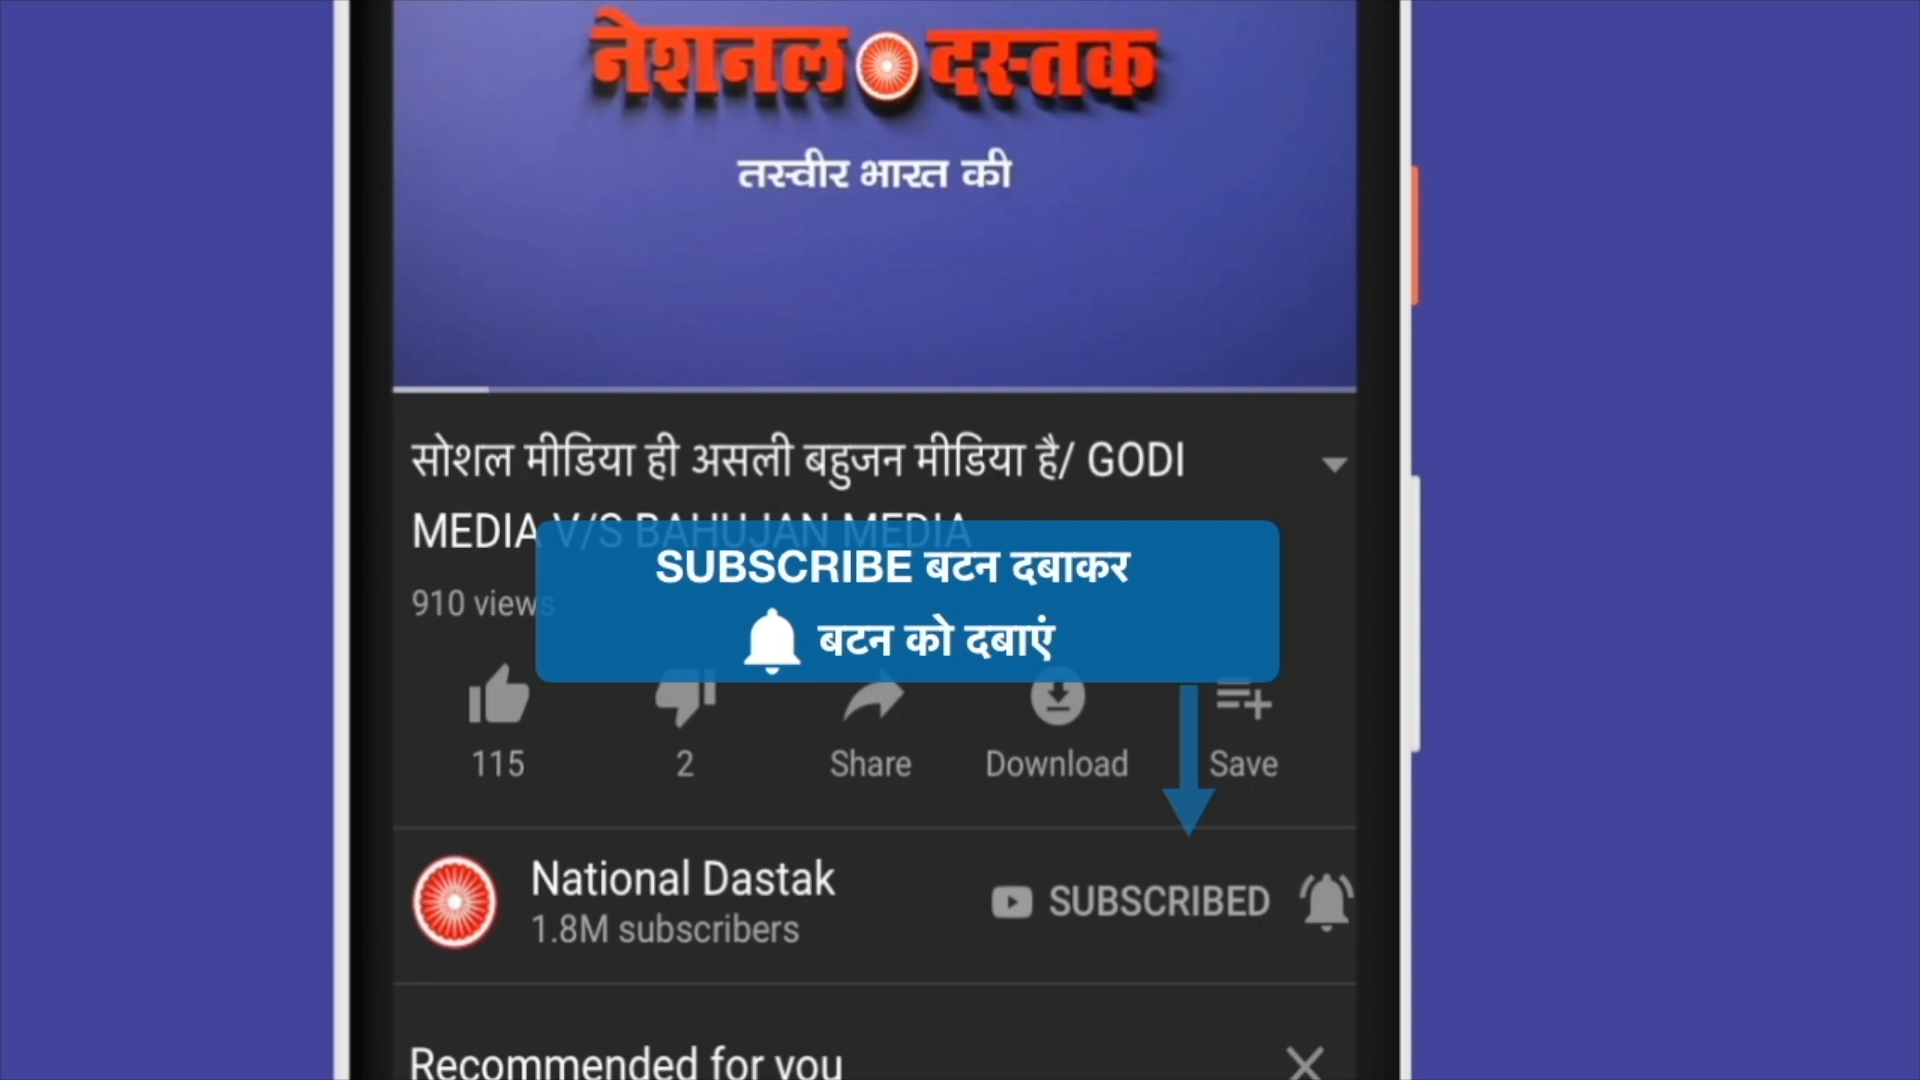 नेशनल दस्तक
तस्वीर भारत की
सोशल मीडिया ही असली बहुजन मीडिया है/ GODI
MEDIA V/S BAHUJAN MEDIA
SUBSCRIBE बटन दबाकर
बटन को दबाएं
910 views
115
2
Share
Download
Save
National Dastak
1.8M subscribers
SUBSCRIBED
Recommended for you